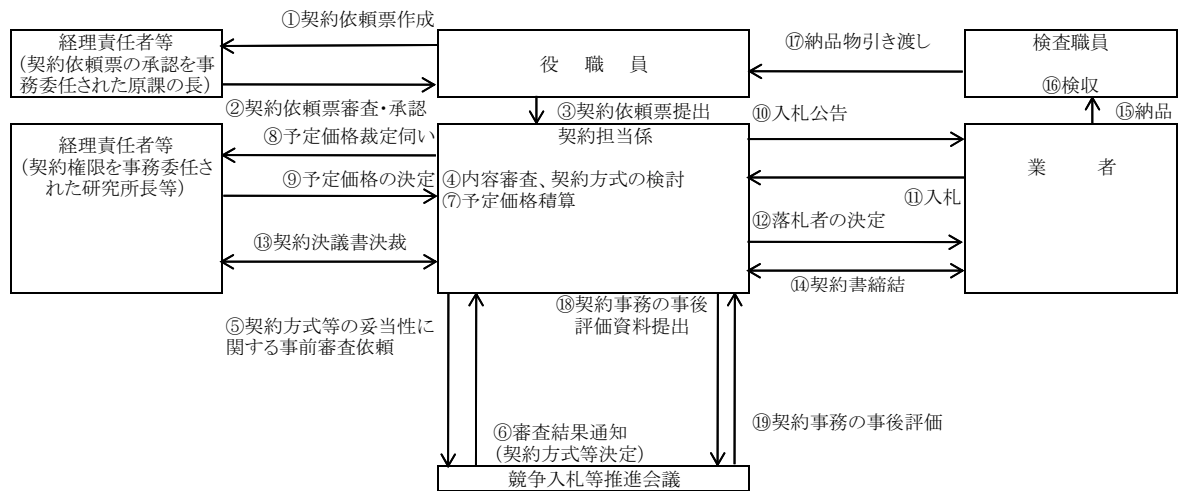 ①契約依頼票作成
経理責任者等
(契約依頼票の承認を事
務委任された原課の長)
役 職 員
⑰納品物引き渡し
検査職員
⑯検収
②契約依頼票審査・承認
③契約依頼票提出
⑩入札公告
⑮納品
経理責任者等
(契約権限を事務委任さ
れた研究所長等)
⑧予定価格裁定伺い
⑨予定価格の決定
契約担当係
④内容審査、契約方式の検討
⑦予定価格積算
業 者
⑪入札
⑫落札者の決定
⑬契約決議書決裁
⑭契約書締結
⑤契約方式等の妥当性に
関する事前審査依頼
⑱契約事務の事後
評価資料提出
⑥審査結果通知
(契約方式等決定)
⑲契約事務の事後評価
競争入札等推進会議